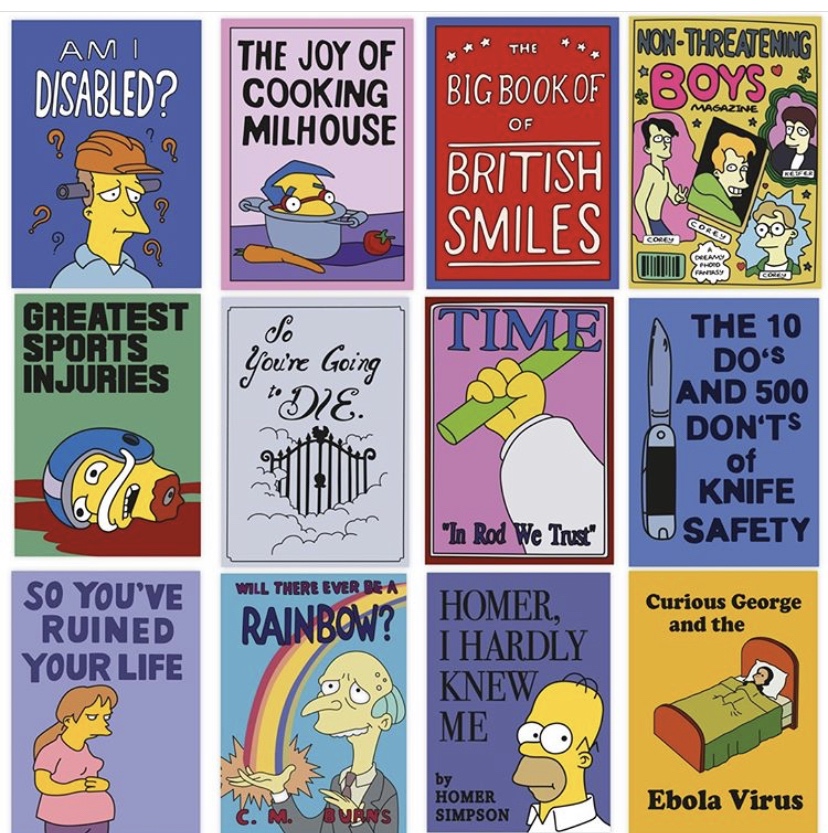 AM I
DISABLED?
THE JOY OF
COOKING
MILHOUSE
THE
BIG BOOK OF
OF
BRITISH
SMILES
NON-THREATENING
BOYS
MAGAZINE
COREY
COREY
COREY
A
DREAMY
PHOTO
FANTASY
GREATEST
SPORTS
INJURIES
So
You're Going
to DIE.
TIME
"In Rod We Trust"
THE 10
DO'S
AND 500
DON'TS
of
KNIFE
SAFETY
SO YOU'VE
RUINED
YOUR LIFE
WILL THERE EVER BE A
RAINBOW?
C. M. BURNS
HOMER,
I HARDLY
KNEW
ME
by
HOMER
SIMPSON
Curious George
and the
Ebola Virus